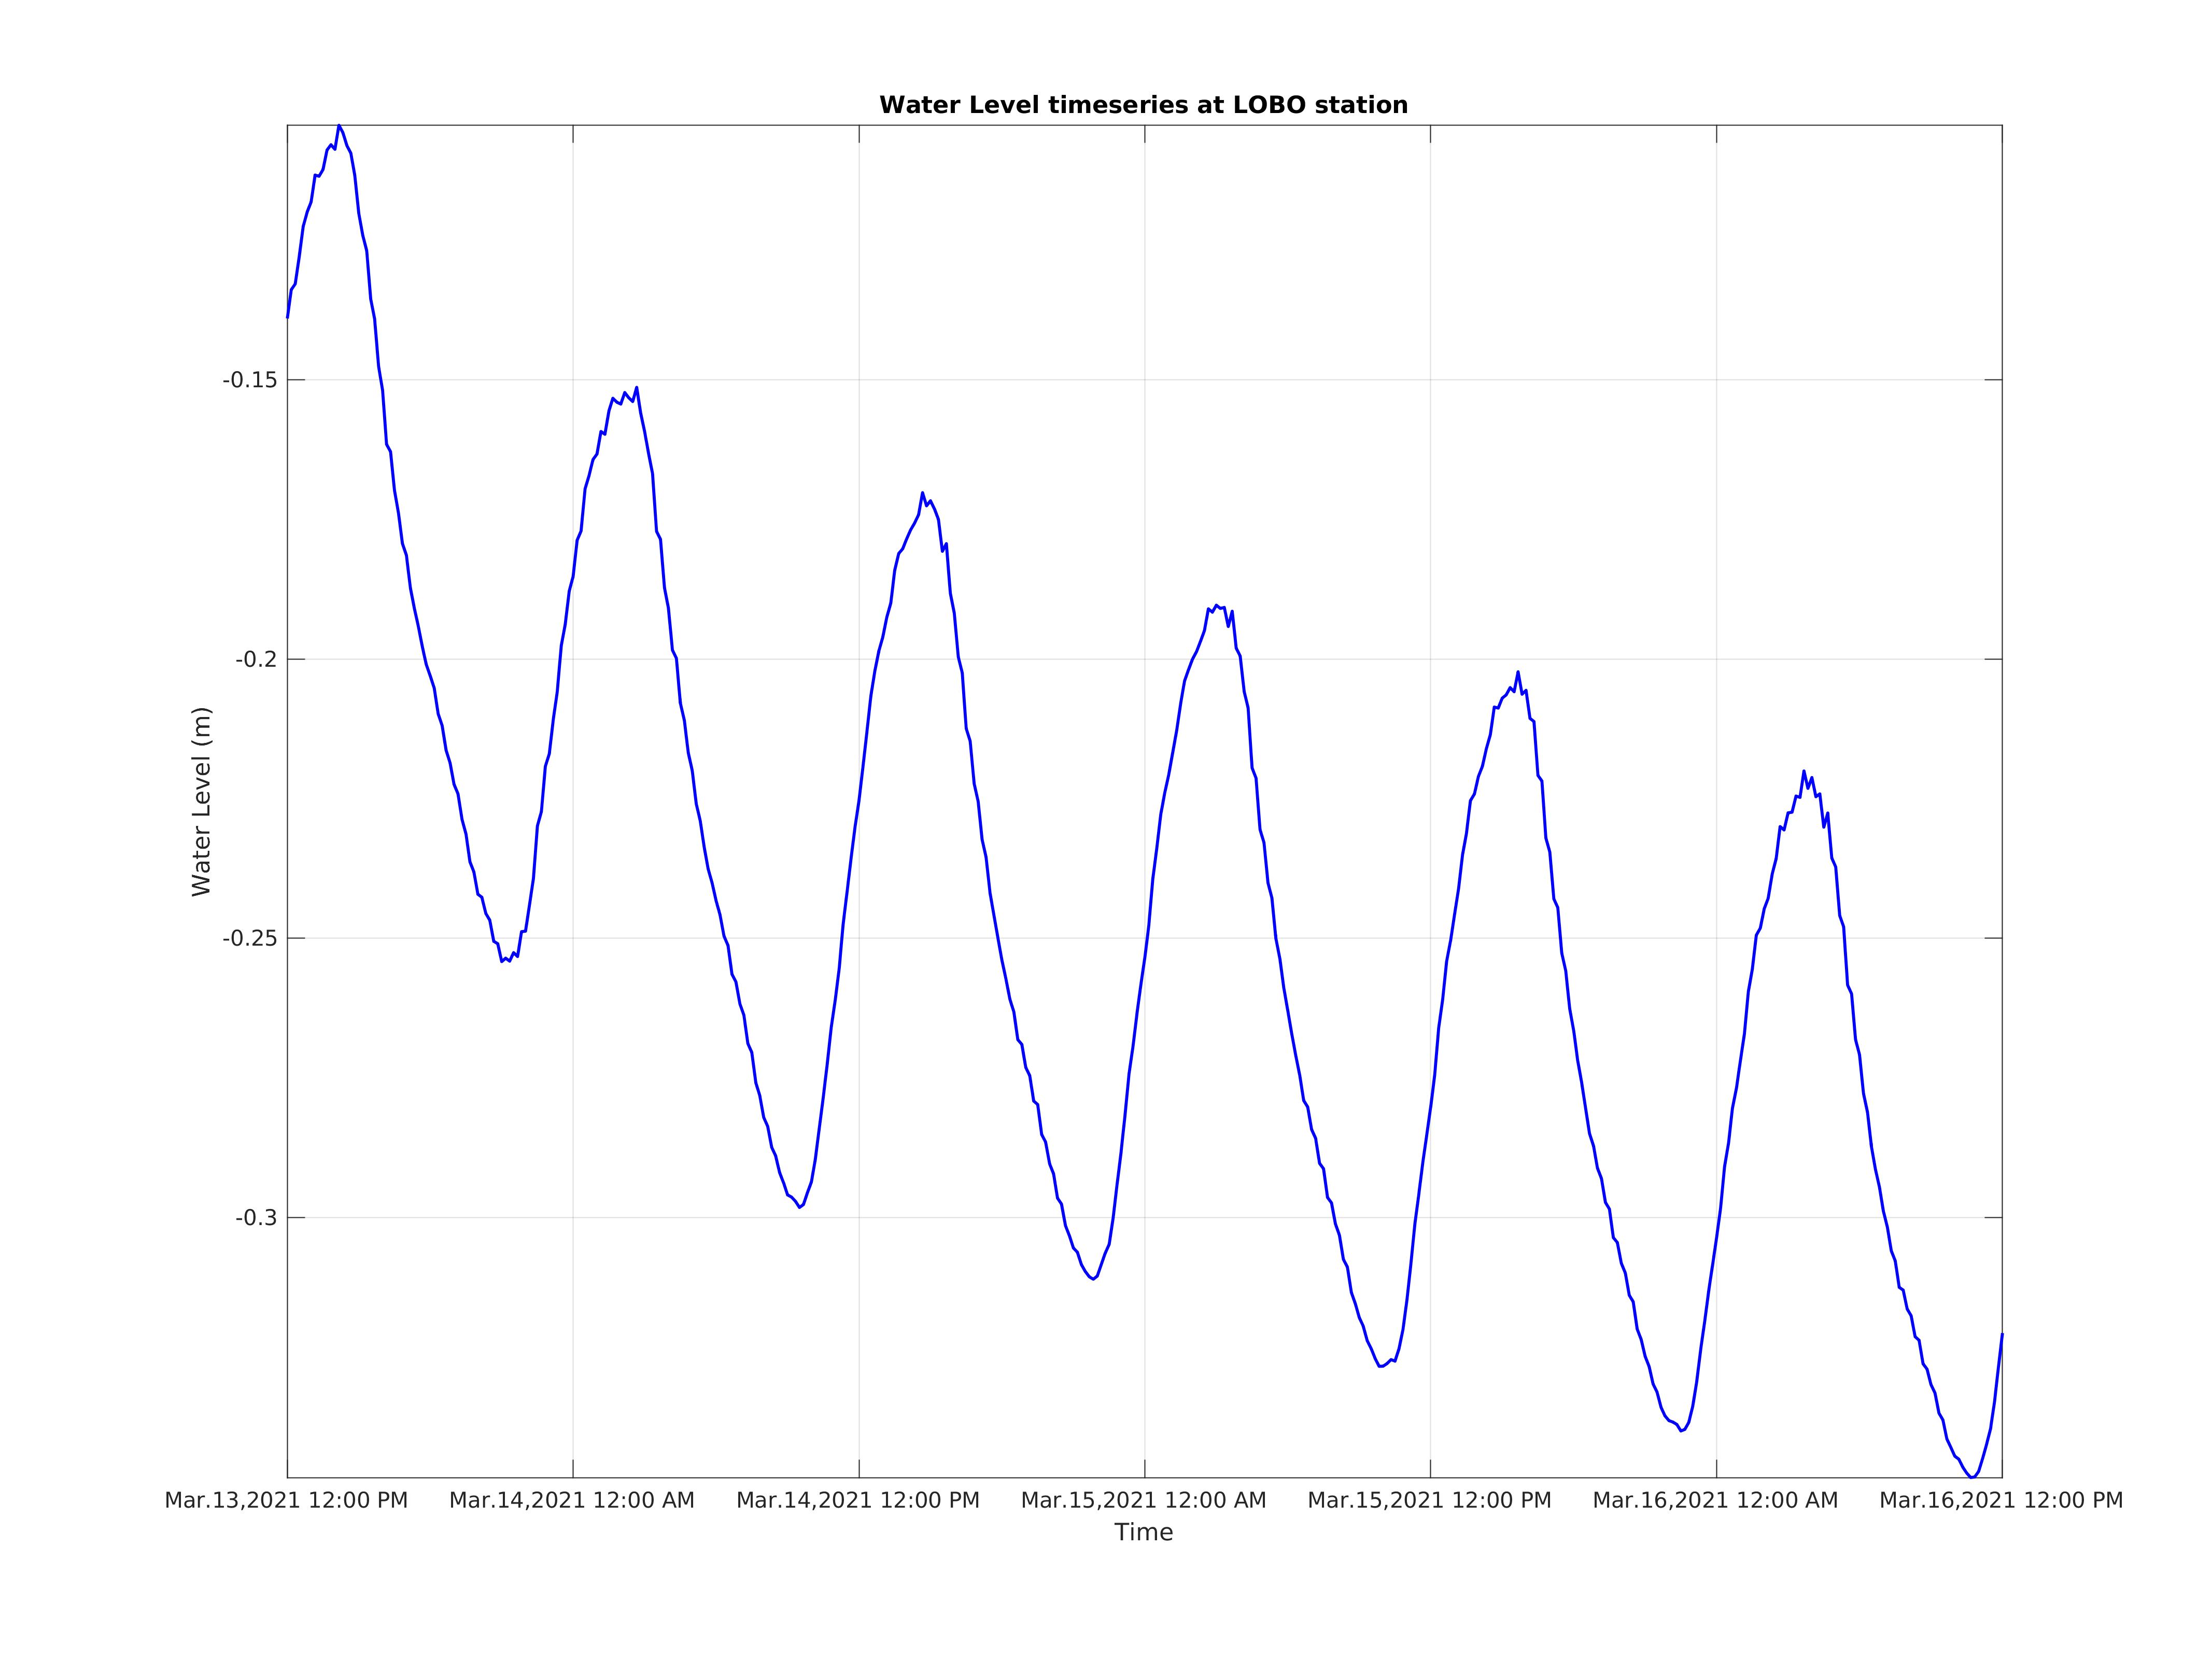 Water Level timeseries at LOBO station
Water Level (m)
-0.15
-0.2
-0.25
-0.3
Mar.13,2021 12:00 PM Mar.14,2021 12:00 AM Mar.14,2021 12:00 PM Mar.15,2021 12:00 AM Mar.15,2021 12:00 PM Mar.16,2021 12:00 AM Mar.16,2021 12:00 PM
Time